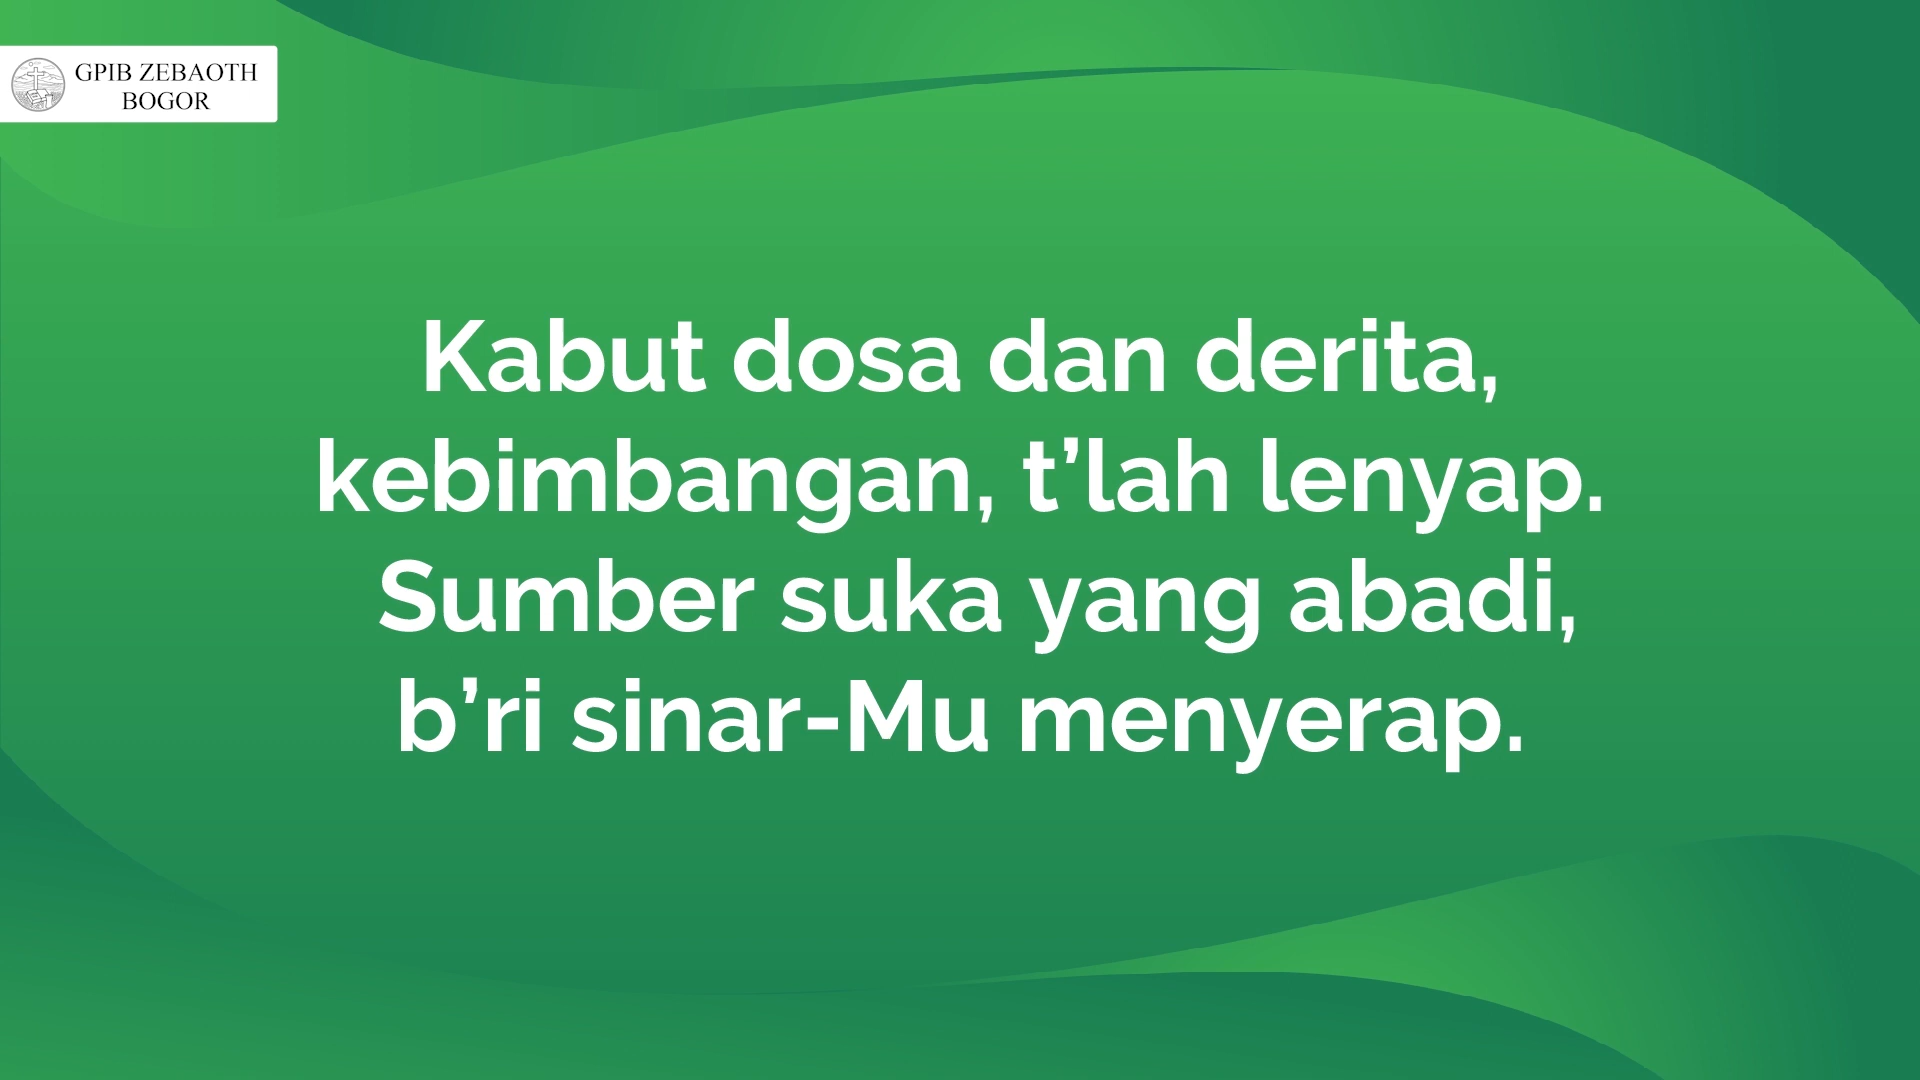 GPIB ZEBAOTH
BOGOR
Kabut dosa dan derita,
kebimbangan, t’lah lenyap.
Sumber suka yang abadi,
b’ri sinar-Mu menyerap.